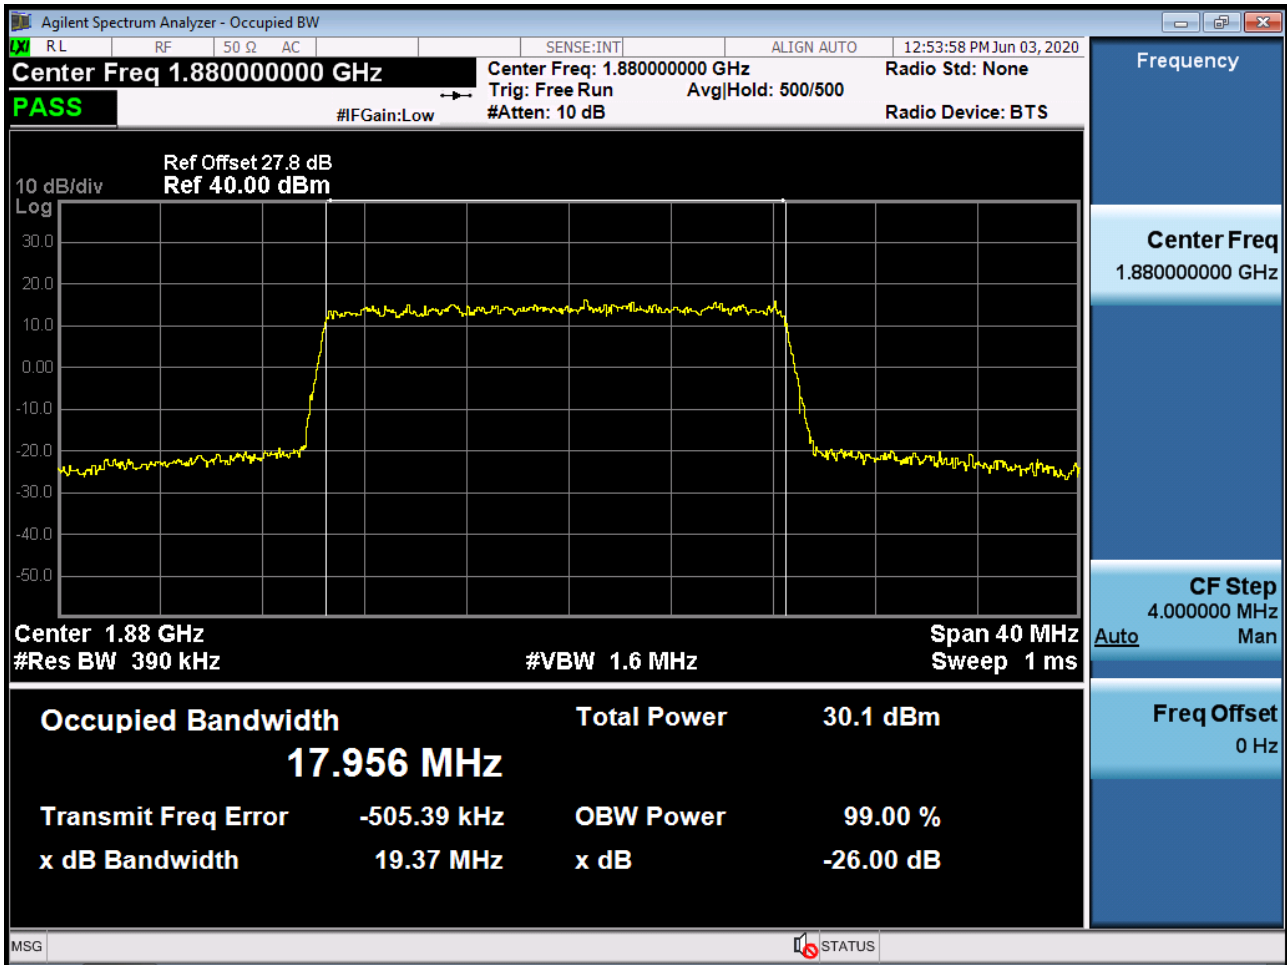 Agilent Spectrum Analyzer - Occupied BW
LXI RL RF 50 Ω AC SENSE:INT ALIGN AUTO 12:53:58 PM Jun 03, 2020
Center Freq 1.880000000 GHz
Center Freq: 1.880000000 GHz
Radio Std: None
Trig: Free Run Avg|Hold: 500/500
PASS
#IFGain:Low
#Atten: 10 dB
Radio Device: BTS
Ref Offset 27.8 dB
10 dB/div Ref 40.00 dBm
Log
30.0
20.0
10.0
0.00
-10.0
-20.0
-30.0
-40.0
-50.0
Center 1.88 GHz Span 40 MHz
#Res BW 390 kHz #VBW 1.6 MHz Sweep 1 ms
Occupied Bandwidth Total Power 30.1 dBm
17.956 MHz
Transmit Freq Error -505.39 kHz OBW Power 99.00 %
x dB Bandwidth 19.37 MHz x dB -26.00 dB
MSG STATUS
Frequency
Center Freq
1.880000000 GHz
CF Step
4.000000 MHz
Auto Man
Freq Offset
0 Hz